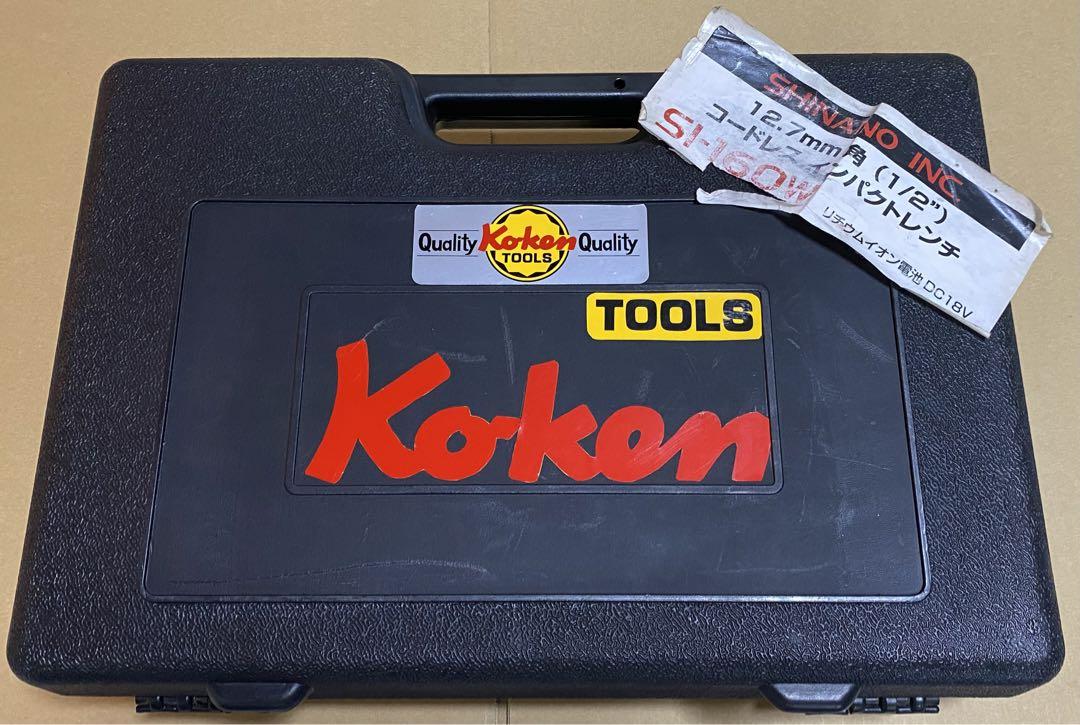 SHINANO INC.
12.7mm角 (1/2")
コードレスインパクトレンチ
SI-160W
リチウムイオン電池 DC18V
Quality Ko-ken Quality
TOOLS
TOOLS
Ko-ken